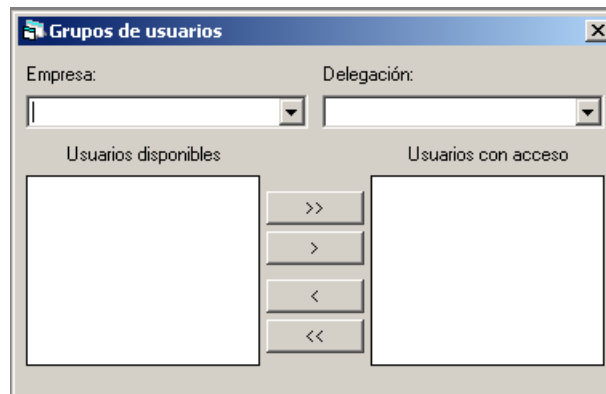 Grupos de usuarios
Empresa: Delegación:
Usuarios disponibles Usuarios con acceso
>>
>
<
<<